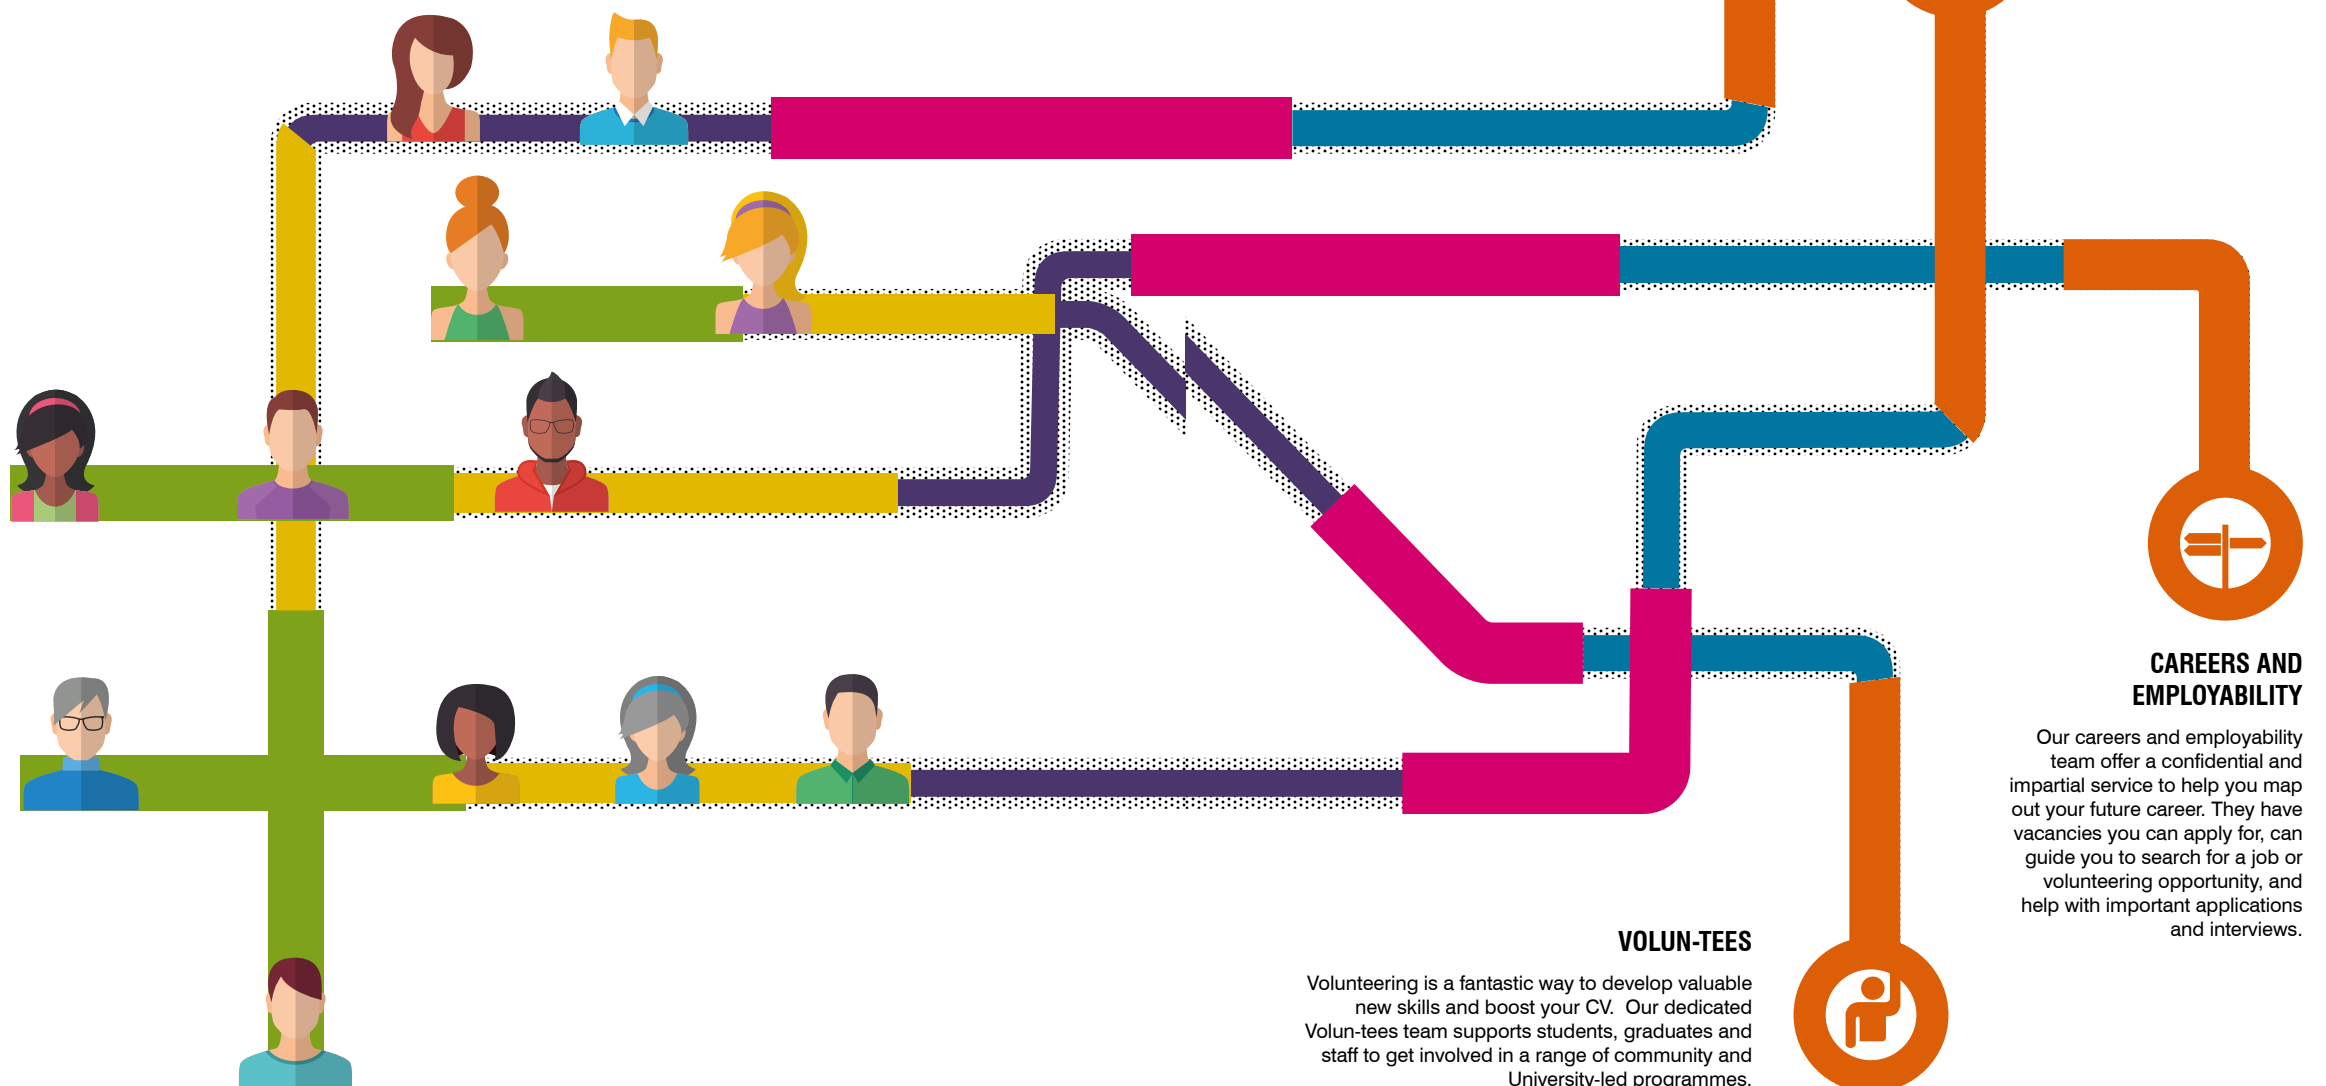 CAREERS AND
EMPLOYABILITY
Our careers and employability
team offer a confidential and
impartial service to help you map
out your future career. They have
vacancies you can apply for, can
guide you to search for a job or
volunteering opportunity, and
help with important applications
and interviews.
VOLUN-TEES
Volunteering is a fantastic way to develop valuable
new skills and boost your CV.  Our dedicated
Volun-tees team supports students, graduates and
staff to get involved in a range of community and
University-led programmes.